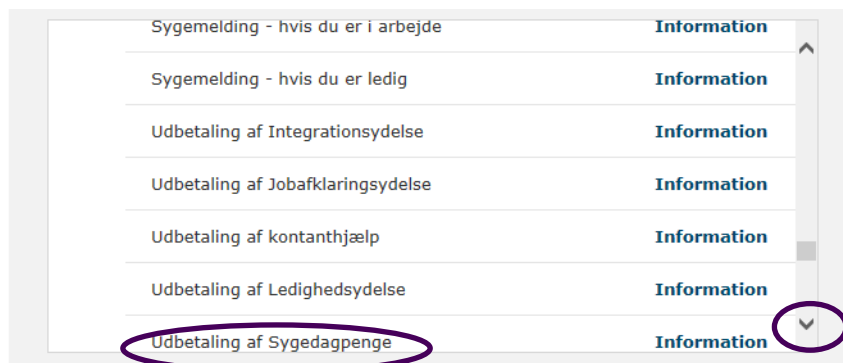 Sygemelding - hvis du er i arbejde Information
Sygemelding - hvis du er ledig Information
Udbetaling af Integrationsydelse Information
Udbetaling af Jobafklaringsydelse Information
Udbetaling af kontanthjælp Information
Udbetaling af Ledighedsydelse Information
Udbetaling af Sygedagpenge Information